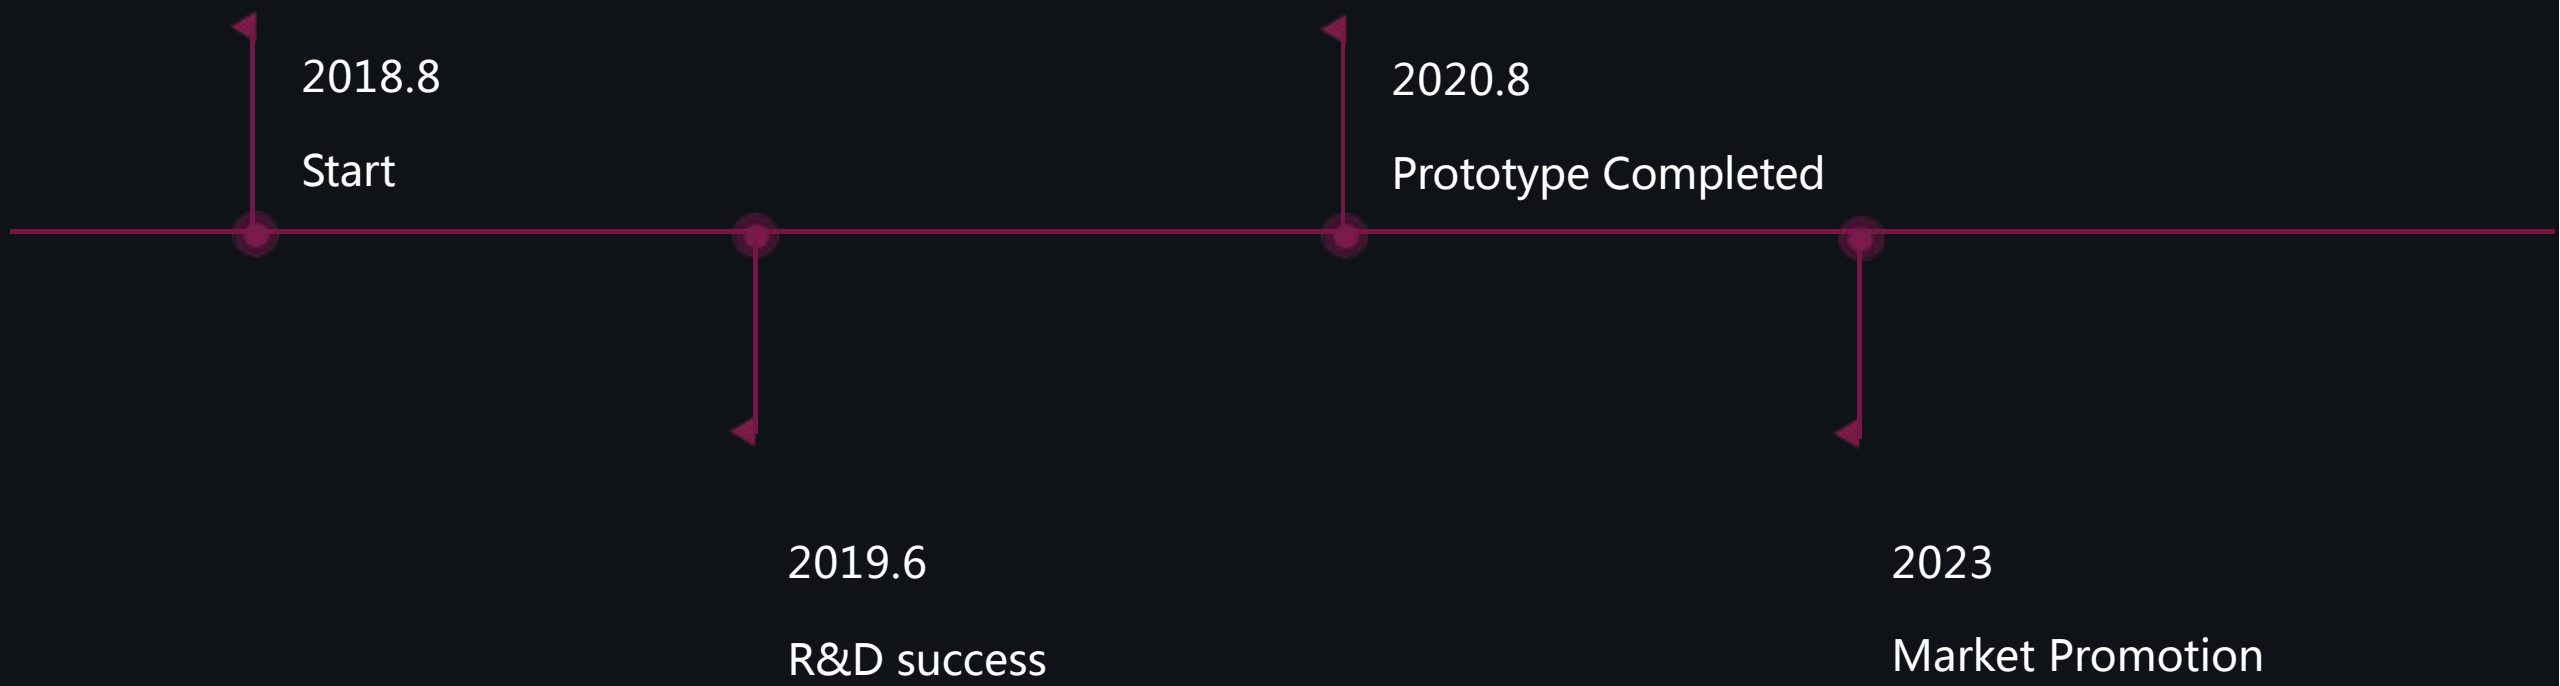 2018.8
Start
2019.6
R&D success
2020.8
Prototype Completed
2023
Market Promotion